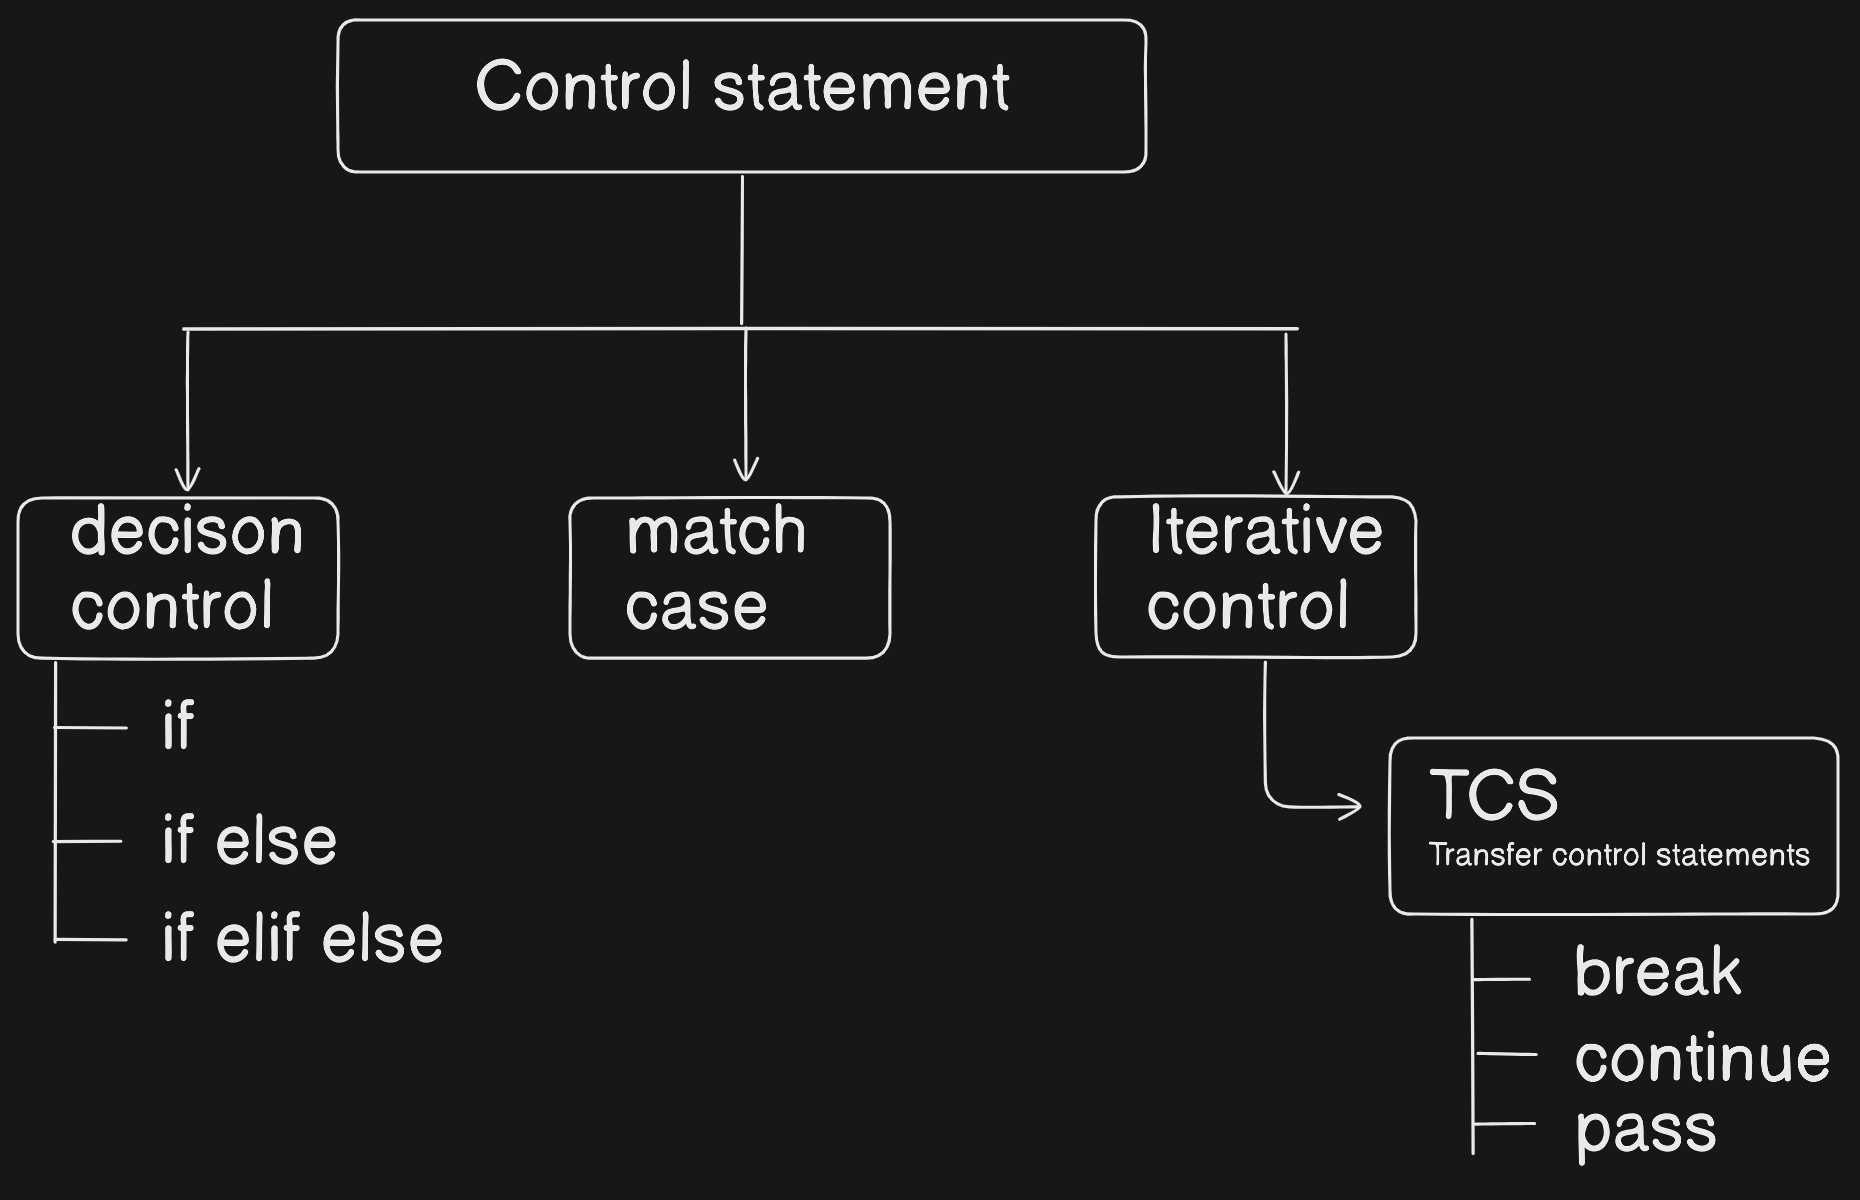 Control statement
decison
control
match
case
Iterative
control
if
if else
if elif else
TCS
Transfer control statements
break
continue
pass